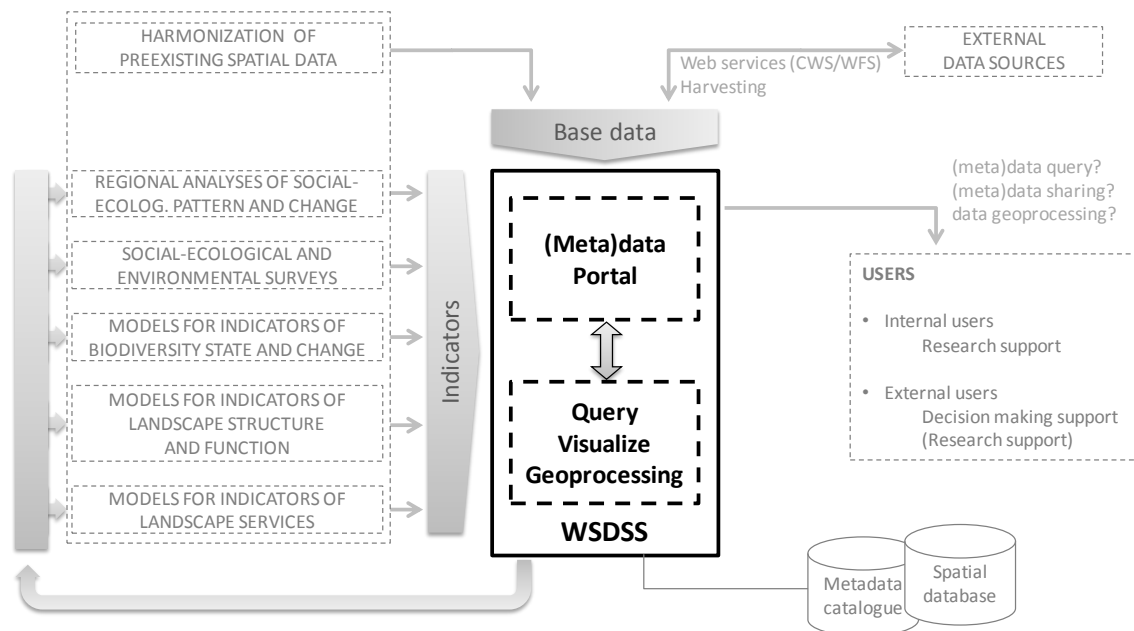 HARMONIZATION OF
PREEXISTING SPATIAL DATA
Web services (CWS/WFS)
Harvesting
EXTERNAL
DATA SOURCES
Base data
REGIONAL ANALYSES OF SOCIAL-
ECOLOG. PATTERN AND CHANGE
SOCIAL-ECOLOGICAL AND
ENVIRONMENTAL SURVEYS
MODELS FOR INDICATORS OF
BIODIVERSITY STATE AND CHANGE
MODELS FOR INDICATORS OF
LANDSCAPE STRUCTURE
AND FUNCTION
MODELS FOR INDICATORS OF
LANDSCAPE SERVICES
Indicators
(Meta)data
Portal
Query
Visualize
Geoprocessing
WSDSS
(meta)data query?
(meta)data sharing?
data geoprocessing?
USERS
• Internal users
Research support
• External users
Decision making support
(Research support)
Metadata
catalogue
Spatial
database